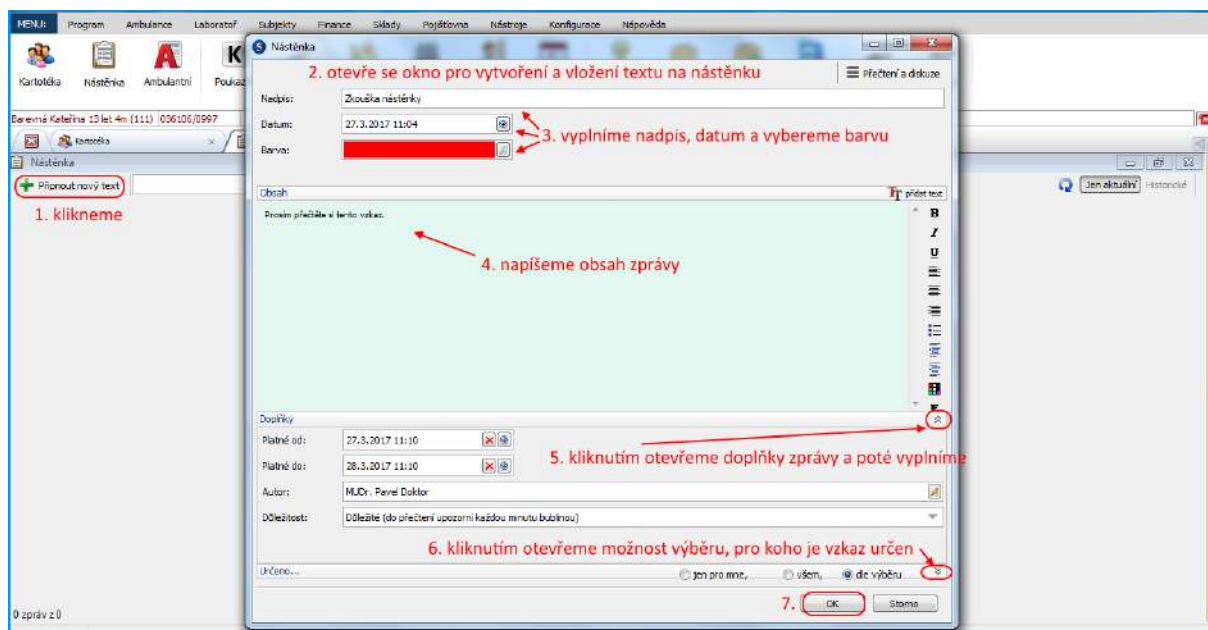 MENU: Program Ambulance Laboratoř Subjekty Finance Sklady Pojišťovna Nástroje Konfigurace Nápověda
Kartotéka Nástěnka Ambulantní Poukaz
Barevná Kateřina 13 let 4m (111) 036106/0997
Kartotéka
Nástěnka
Připnout nový text
Jen aktuální Historické
1. klikneme
Nástěnka
2. otevře se okno pro vytvoření a vložení textu na nástěnku
Přečtení a diskuze
Nadpis: Zkouška nástěnky
Datum: 27.3.2017 11:04
3. vyplníme nadpis, datum a vybereme barvu
Barva:
Obsah přidat text
Prosím přečtěte si tento vzkaz.
4. napíšeme obsah zprávy
B
I
U
Doplňky
Platné od: 27.3.2017 11:10
5. kliknutím otevřeme doplňky zprávy a poté vyplníme
Platné do: 28.3.2017 11:10
Autor: MUDr. Pavel Doktor
Důležitost: Důležité (do přečtení upozorní každou minutu bublinou)
6. kliknutím otevřeme možnost výběru, pro koho je vzkaz určen
Určeno... jen pro mne, všem, dle výběru
7. OK Storno
0 zpráv z 0